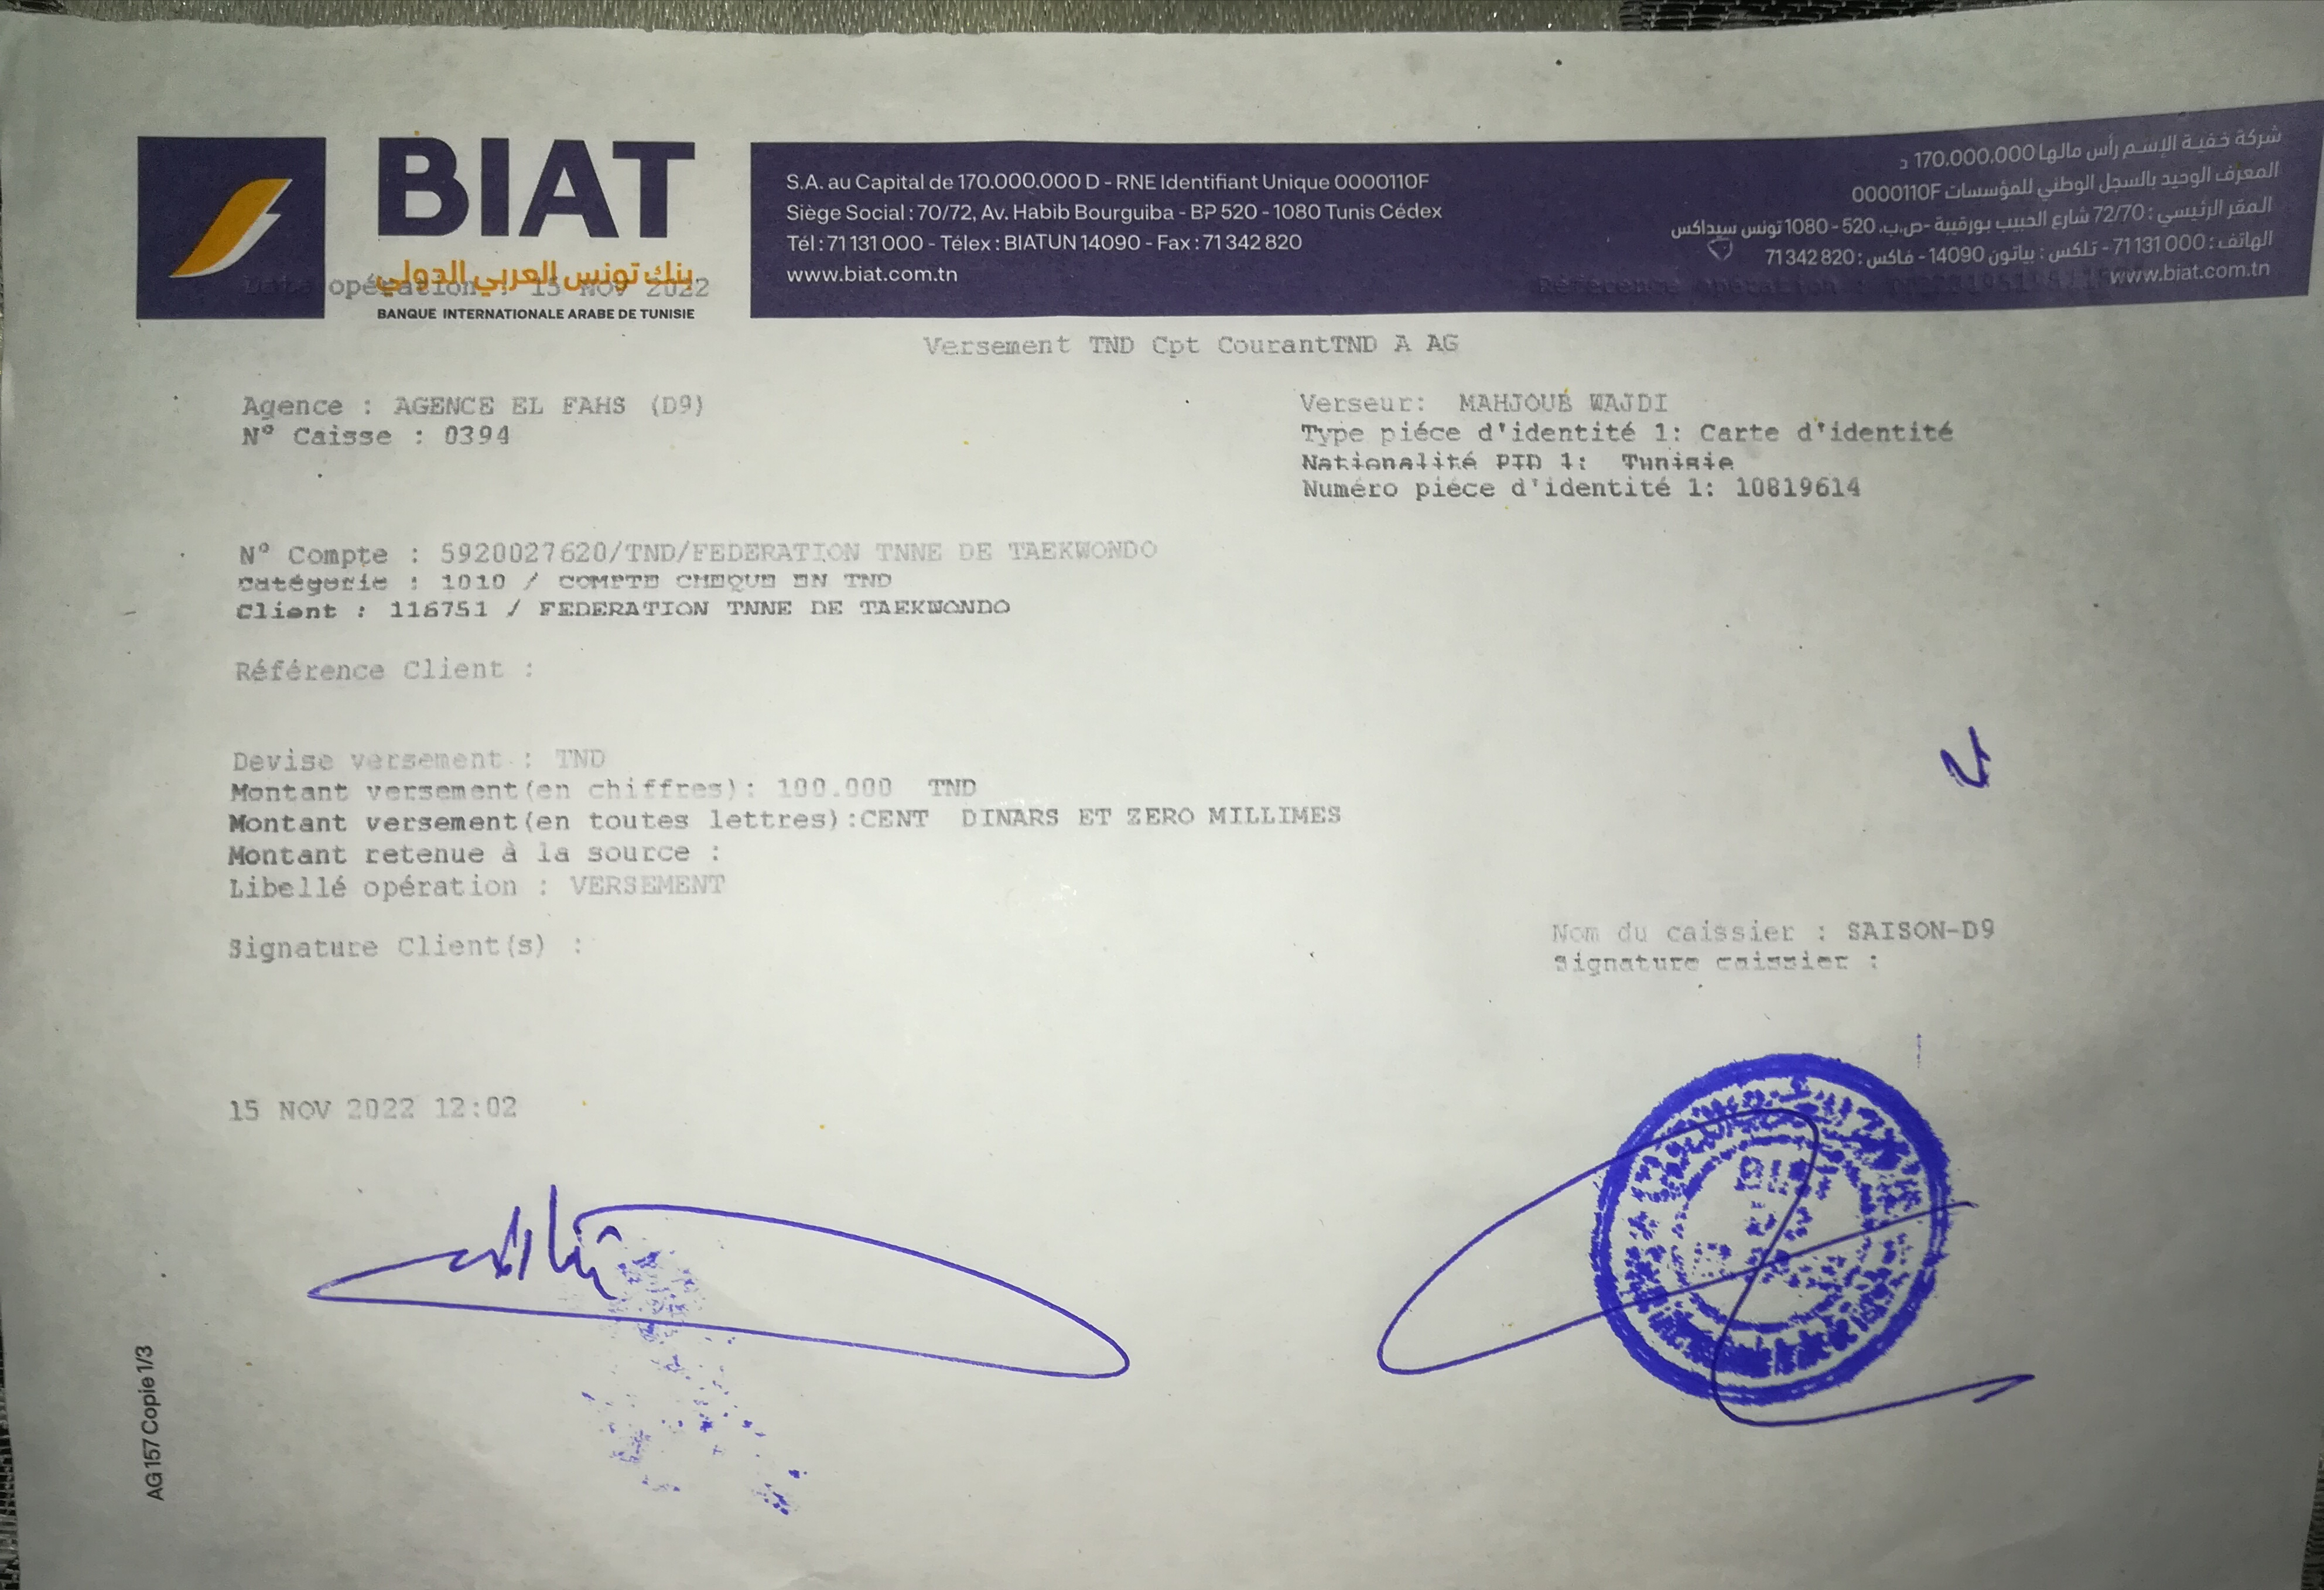 BIAT
بنك تونس العربي الدولي
BANQUE INTERNATIONALE ARABE DE TUNISIE
S.A. au Capital de 170.000.000 D - RNE Identifiant Unique 0000110F
Siège Social : 70/72, Av. Habib Bourguiba - BP 520 - 1080 Tunis Cédex
Tél : 71 131 000 - Télex : BIATUN 14090 - Fax : 71 342 820
www.biat.com.tn
شركة خفية الإسم رأس مالها 170.000.000 د
المعرف الوحيد بالسجل الوطني للمؤسسات 0000110F
المقر الرئيسي : 72/70 شارع الحبيب بورقيبة -ص.ب. 520 - 1080 تونس سيداكس
الهاتف : 71 131 000 - تلكس : بياتون 14090 - فاكس : 71 342 820
www.biat.com.tn
Date opération : 15 NOV 2022
Référence opération :
Versement TND Cpt CourantTND A AG
Agence : AGENCE EL FAHS (D9)
N° Caisse : 0394
Verseur: MAHJOUB WAJDI
Type piéce d'identité 1: Carte d'identité
Nationalité PID 1: Tunisie
Numéro piéce d'identité 1: 10819614
N° Compte : 5920027620/TND/FEDERATION TNNE DE TAEKWONDO
Catégorie : 1010 / COMPTE CHEQUE EN TND
Client : 116751 / FEDERATION TNNE DE TAEKWONDO
Référence Client :
Devise versement : TND
Montant versement(en chiffres): 100.000 TND
Montant versement(en toutes lettres):CENT DINARS ET ZERO MILLIMES
Montant retenue à la source :
Libellé opération : VERSEMENT
Signature Client(s) :
Nom du caissier : SAISON-D9
Signature caissier :
15 NOV 2022 12:02
AG 157 Copie 1/3